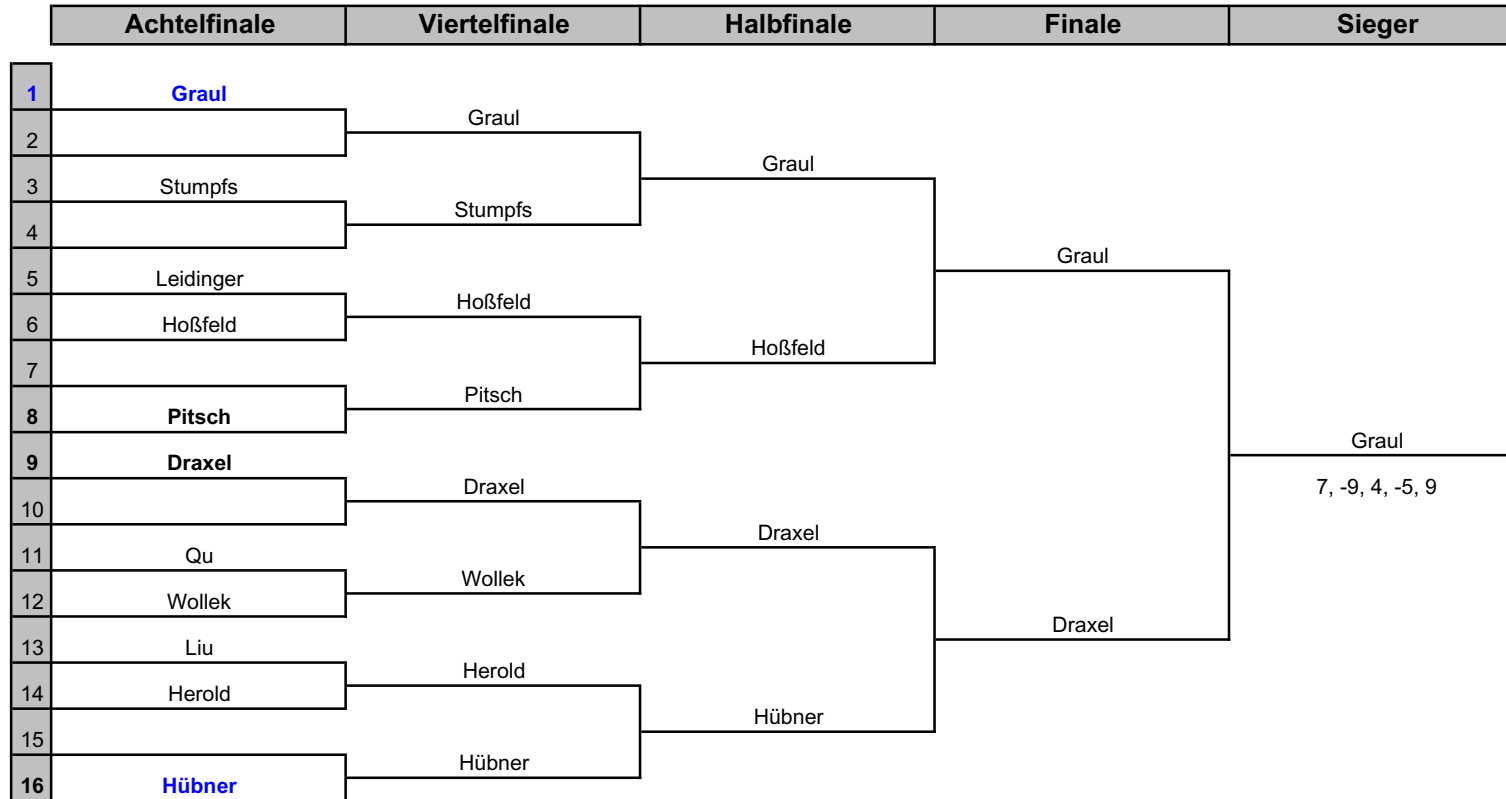 Achtelfinale Viertelfinale Halbfinale Finale Sieger
1 Graul
Graul
2
Graul
3 Stumpfs
Stumpfs
4
Graul
5 Leidinger
Hoßfeld
6 Hoßfeld
Hoßfeld
7
Pitsch
8 Pitsch
Graul
9 Draxel
Draxel
7, -9, 4, -5, 9
10
Draxel
11 Qu
Wollek
12 Wollek
Draxel
13 Liu
Herold
14 Herold
Hübner
15
Hübner
16 Hübner